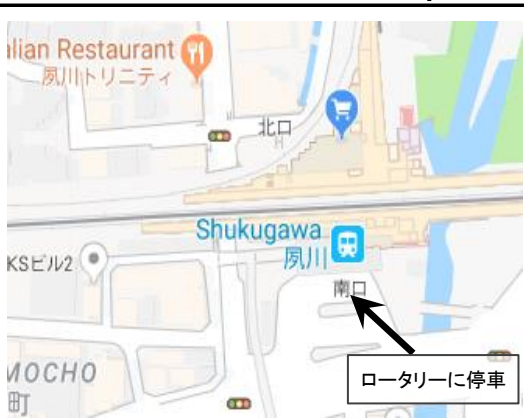 lian Restaurant
夙川トリニティ
北口
Shukugawa
夙川
KSビル2
南口
ロータリーに停車
MOCHO
町